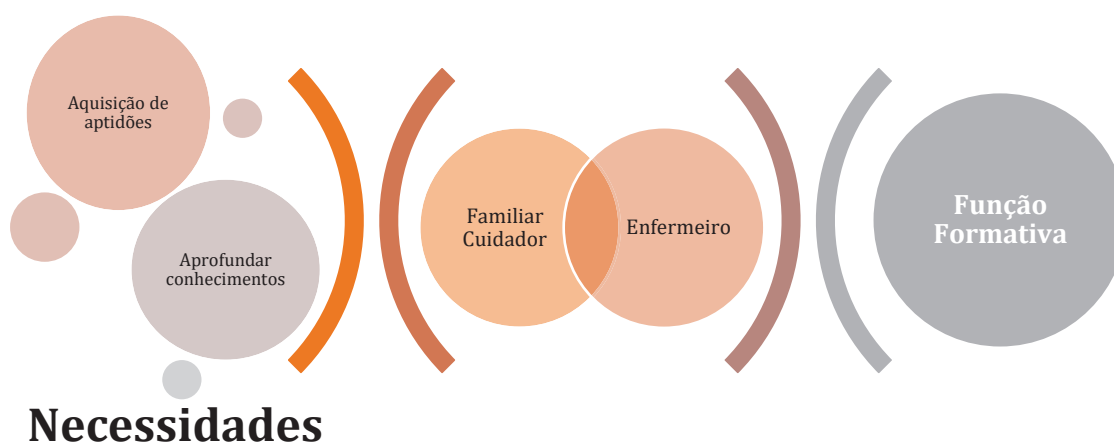 Aquisição de
aptidões
Aprofundar
conhecimentos
Necessidades
Familiar
Cuidador
Enfermeiro
Função
Formativa